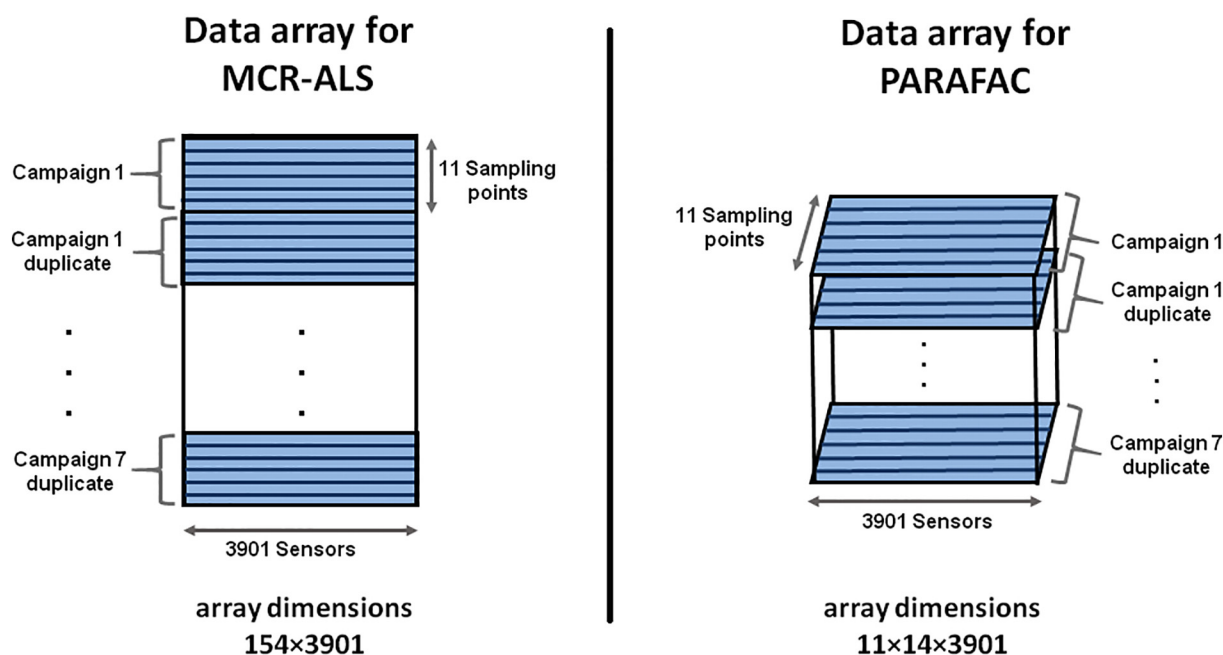 Data array for
MCR-ALS
Campaign 1
11 Sampling
points
Campaign 1
duplicate
Campaign 7
duplicate
3901 Sensors
array dimensions
154×3901
Data array for
PARAFAC
11 Sampling
points
Campaign 1
Campaign 1
duplicate
Campaign 7
duplicate
3901 Sensors
array dimensions
11×14×3901